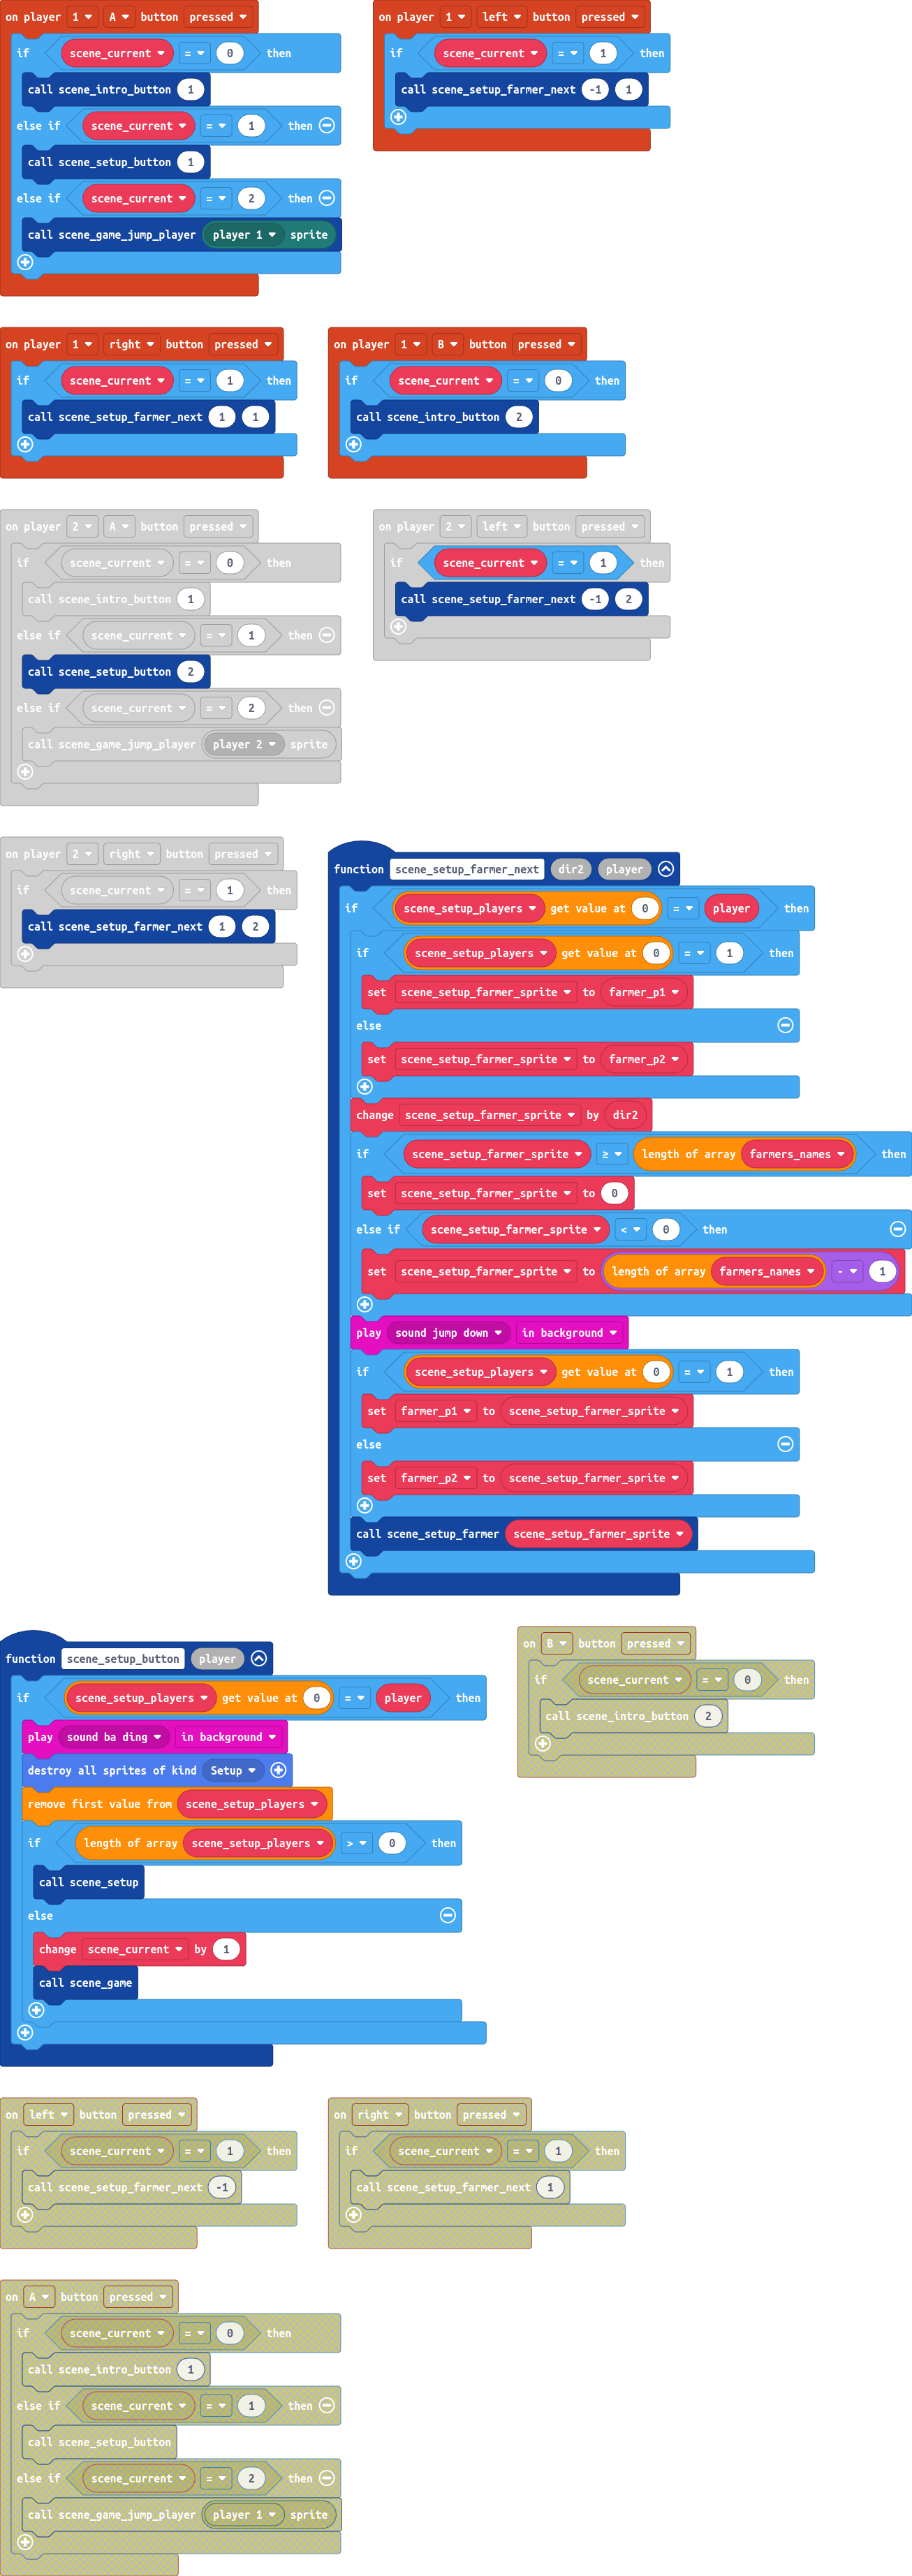 on player 1 A button pressed
if scene_current = 0 then
call scene_intro_button 1
else if scene_current = 1 then
call scene_setup_button 1
else if scene_current = 2 then
call scene_game_jump_player player 1 sprite
on player 1 left button pressed
if scene_current = 1 then
call scene_setup_farmer_next -1 1
on player 1 right button pressed
if scene_current = 1 then
call scene_setup_farmer_next 1 1
on player 1 B button pressed
if scene_current = 0 then
call scene_intro_button 2
on player 2 A button pressed
if scene_current = 0 then
call scene_intro_button 1
else if scene_current = 1 then
call scene_setup_button 2
else if scene_current = 2 then
call scene_game_jump_player player 2 sprite
on player 2 left button pressed
if scene_current = 1 then
call scene_setup_farmer_next -1 2
on player 2 right button pressed
if scene_current = 1 then
call scene_setup_farmer_next 1 2
function scene_setup_farmer_next dir2 player
if scene_setup_players get value at 0 = player then
if scene_setup_players get value at 0 = 1 then
set scene_setup_farmer_sprite to farmer_p1
else
set scene_setup_farmer_sprite to farmer_p2
change scene_setup_farmer_sprite by dir2
if scene_setup_farmer_sprite ≥ length of array farmers_names then
set scene_setup_farmer_sprite to 0
else if scene_setup_farmer_sprite < 0 then
set scene_setup_farmer_sprite to length of array farmers_names - 1
play sound jump down in background
if scene_setup_players get value at 0 = 1 then
set farmer_p1 to scene_setup_farmer_sprite
else
set farmer_p2 to scene_setup_farmer_sprite
call scene_setup_farmer scene_setup_farmer_sprite
function scene_setup_button player
if scene_setup_players get value at 0 = player then
play sound ba ding in background
destroy all sprites of kind Setup
remove first value from scene_setup_players
if length of array scene_setup_players > 0 then
call scene_setup
else
change scene_current by 1
call scene_game
on B button pressed
if scene_current = 0 then
call scene_intro_button 2
on left button pressed
if scene_current = 1 then
call scene_setup_farmer_next -1
on right button pressed
if scene_current = 1 then
call scene_setup_farmer_next 1
on A button pressed
if scene_current = 0 then
call scene_intro_button 1
else if scene_current = 1 then
call scene_setup_button
else if scene_current = 2 then
call scene_game_jump_player player 1 sprite